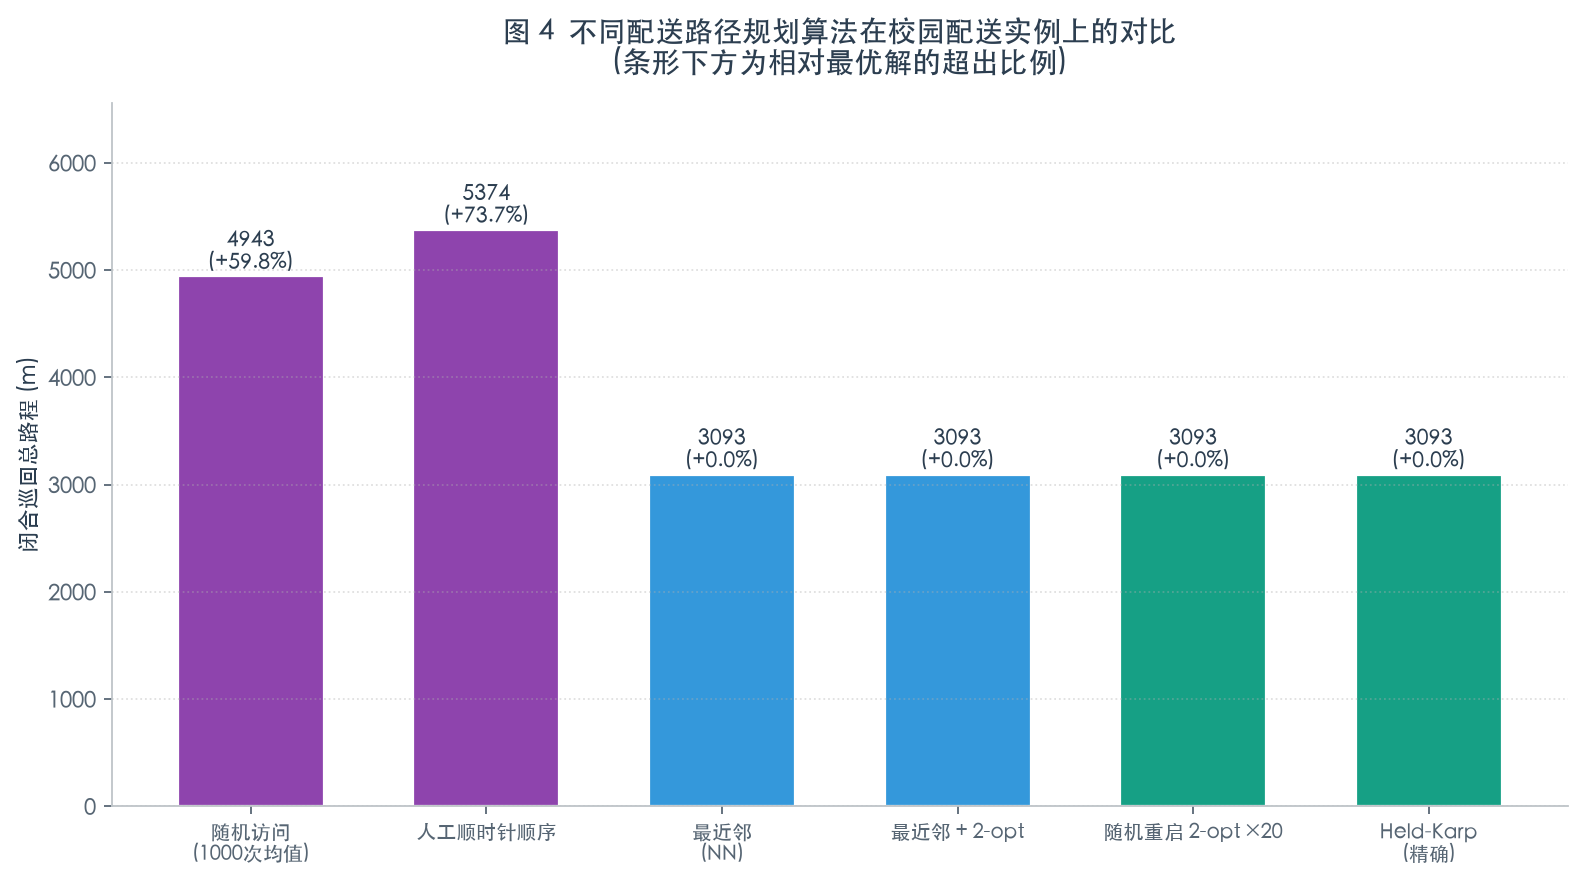 图 4 不同配送路径规划算法在校园配送实例上的对比
(条形下方为相对最优解的超出比例)
闭合巡回总路程 (m)
6000
5000
4000
3000
2000
1000
0
4943
(+59.8%)
5374
(+73.7%)
3093
(+0.0%)
3093
(+0.0%)
3093
(+0.0%)
3093
(+0.0%)
随机访问
(1000次均值)
人工顺时针顺序
最近邻
(NN)
最近邻 + 2-opt
随机重启 2-opt ×20
Held-Karp
(精确)